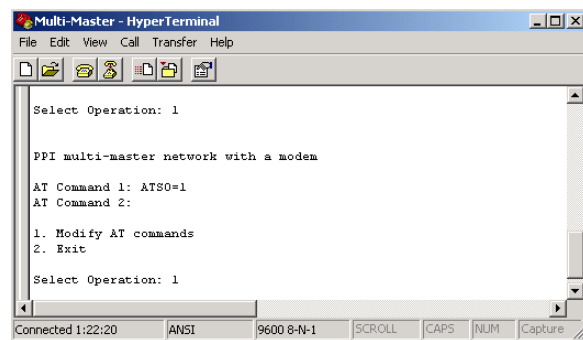 Multi-Master - HyperTerminal
File Edit View Call Transfer Help
Select Operation: 1
PPI multi-master network with a modem
AT Command 1: ATS0=1
AT Command 2:
1. Modify AT commands
2. Exit
Select Operation: 1
Connected 1:22:20 ANSI 9600 8-N-1 SCROLL CAPS NUM Capture